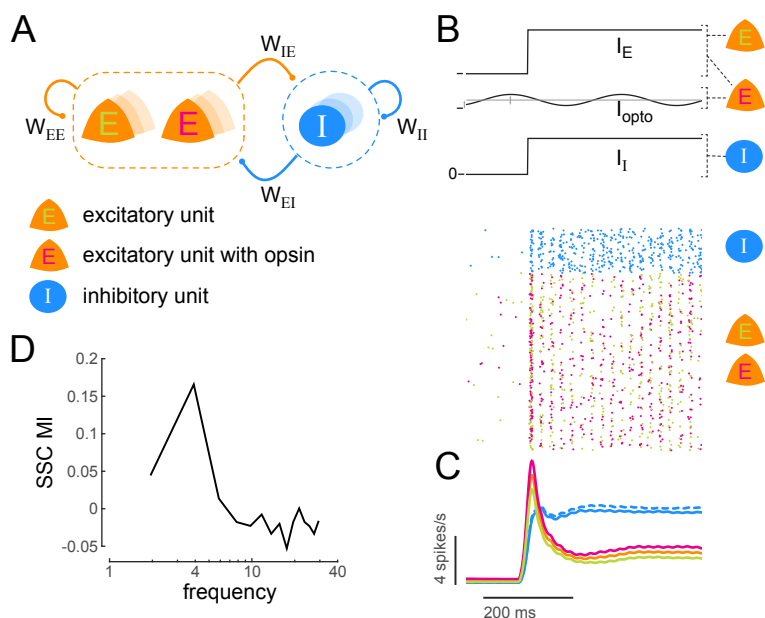 A
W_IE
E
E
I
W_EE
W_II
W_EI
E excitatory unit
E excitatory unit with opsin
I inhibitory unit
B
I_E
E
I_opto
E
I_I
0
I
I
E
E
C
4 spikes/s
200 ms
D
0.2
0.15
0.1
0.05
0
-0.05
SSC MI
1
4
10
40
frequency